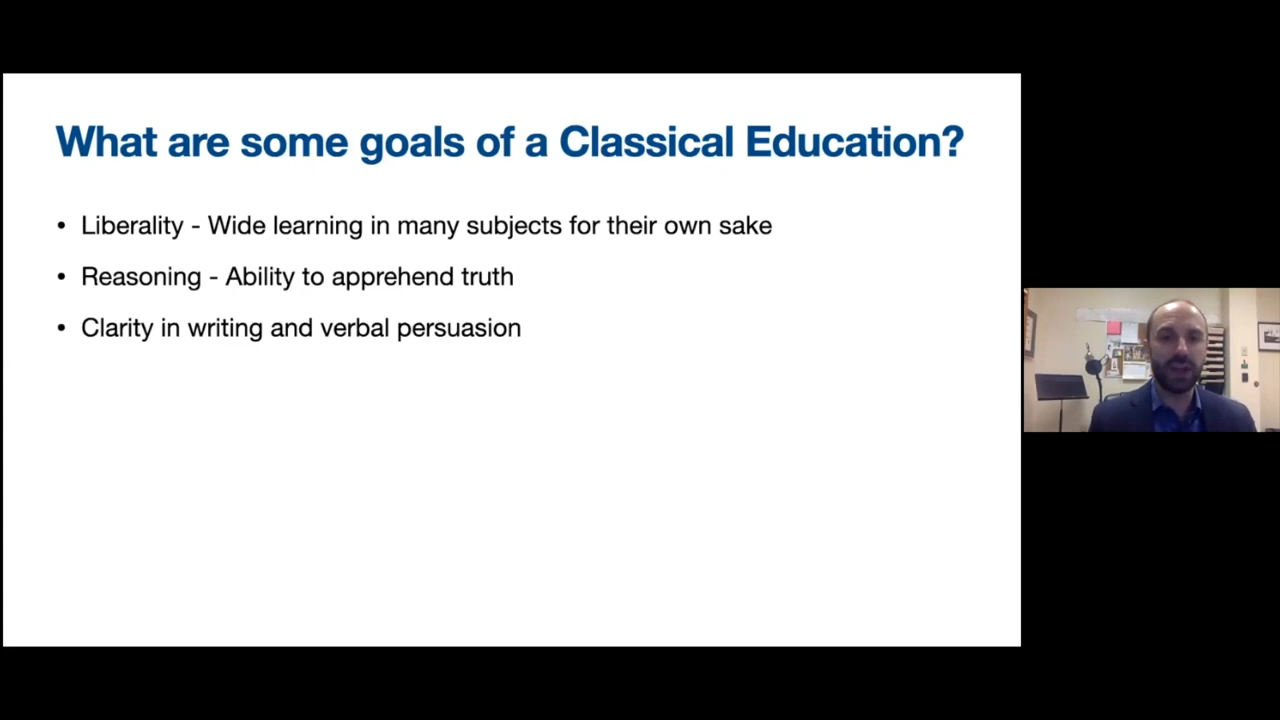 What are some goals of a Classical Education?
• Liberality - Wide learning in many subjects for their own sake
• Reasoning - Ability to apprehend truth
• Clarity in writing and verbal persuasion